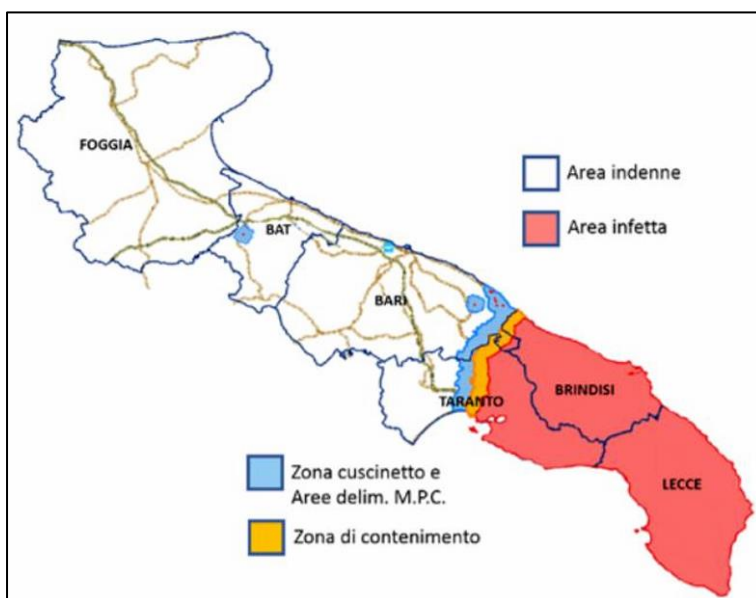 FOGGIA
BAT
BARI
TARANTO
BRINDISI
LECCE
Area indenne
Area infetta
Zona cuscinetto e
Aree delim. M.P.C.
Zona di contenimento